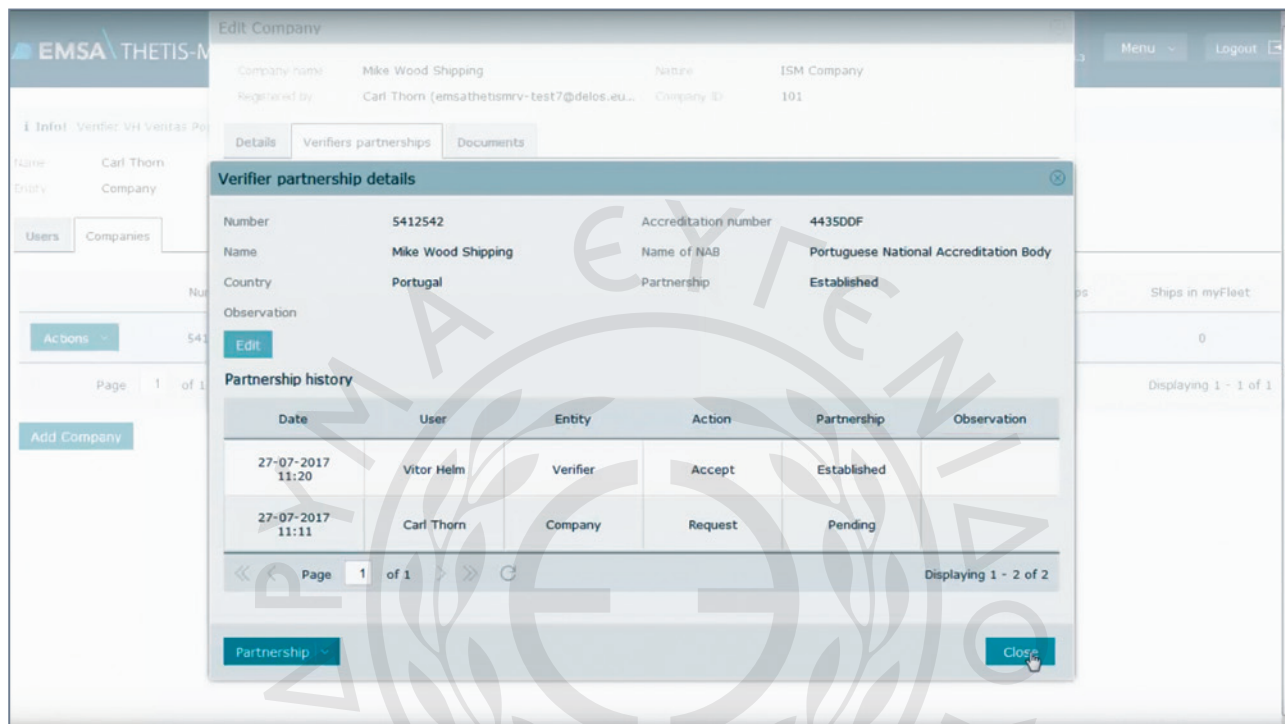 Edit Company
EMSA THETIS-M
Menu
Logout
Company name Mike Wood Shipping Nature ISM Company
Registered by Carl Thorn (emsathetismrv-test7@delos.eu... Company ID 101
i Info! Verifier VH Ventas Po
Details Verifiers partnerships Documents
Name Carl Thorn
Entity Company
Verifier partnership details
Number 5412542 Accreditation number 4435DDF
Name Mike Wood Shipping Name of NAB Portuguese National Accreditation Body
Country Portugal Partnership Established
Observation
Users Companies
Edit
Ships in myFleet
Actions 541 0
Partnership history
Page 1 of 1 Displaying 1 - 1 of 1
Add Company
Date User Entity Action Partnership Observation
27-07-2017 11:20 Vitor Helm Verifier Accept Established
27-07-2017 11:11 Carl Thorn Company Request Pending
Page 1 of 1 Displaying 1 - 2 of 2
Partnership Close
ΙΔΡΥΜΑ ΕΥΓΕΝΙΔΟΥ